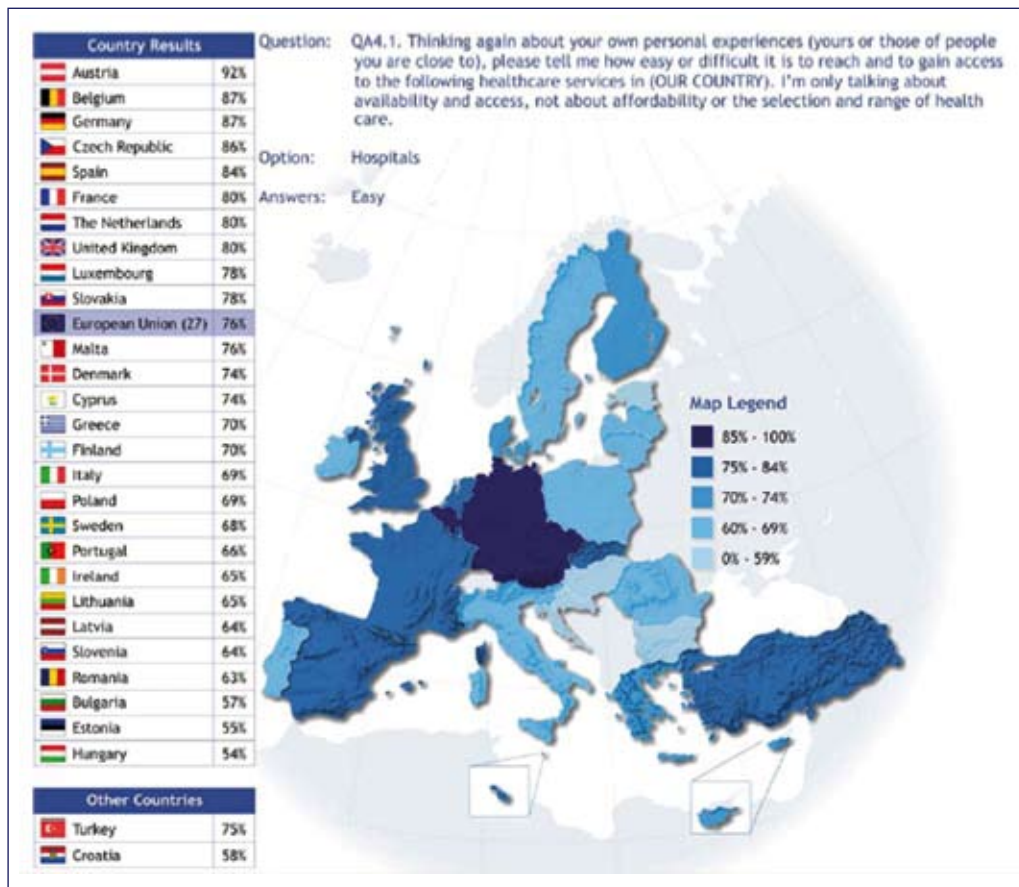 Country Results
Austria 92%
Belgium 87%
Germany 87%
Czech Republic 86%
Spain 84%
France 80%
The Netherlands 80%
United Kingdom 80%
Luxembourg 78%
Slovakia 78%
European Union (27) 76%
Malta 76%
Denmark 74%
Cyprus 74%
Greece 70%
Finland 70%
Italy 69%
Poland 69%
Sweden 68%
Portugal 66%
Ireland 65%
Lithuania 65%
Latvia 64%
Slovenia 64%
Romania 63%
Bulgaria 57%
Estonia 55%
Hungary 54%
Other Countries
Turkey 75%
Croatia 58%
Question: QA4.1. Thinking again about your own personal experiences (yours or those of people
you are close to), please tell me how easy or difficult it is to reach and to gain access
to the following healthcare services in (OUR COUNTRY). I'm only talking about
availability and access, not about affordability or the selection and range of health
care.
Option: Hospitals
Answers: Easy
Map Legend
85% - 100%
75% - 84%
70% - 74%
60% - 69%
0% - 59%